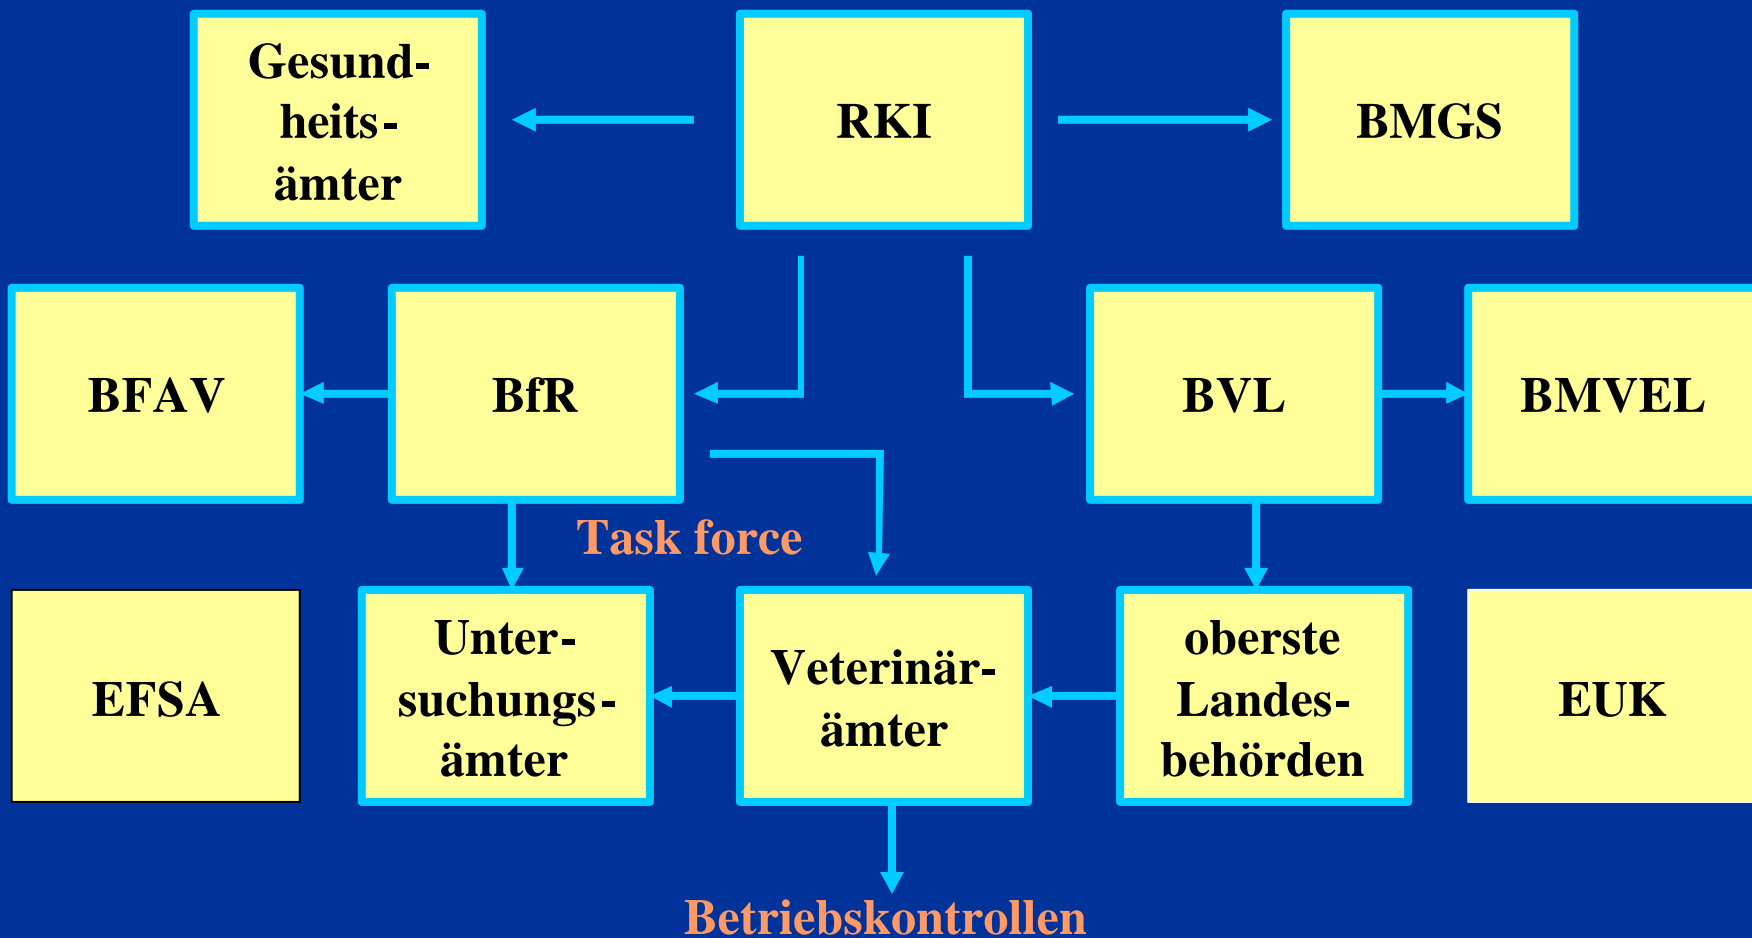 Gesund-
heits-
ämter
RKI
BMGS
BFAV
BfR
BVL
BMVEL
Task force
EFSA
Unter-
suchungs-
ämter
Veterinär-
ämter
oberste
Landes-
behörden
EUK
Betriebskontrollen